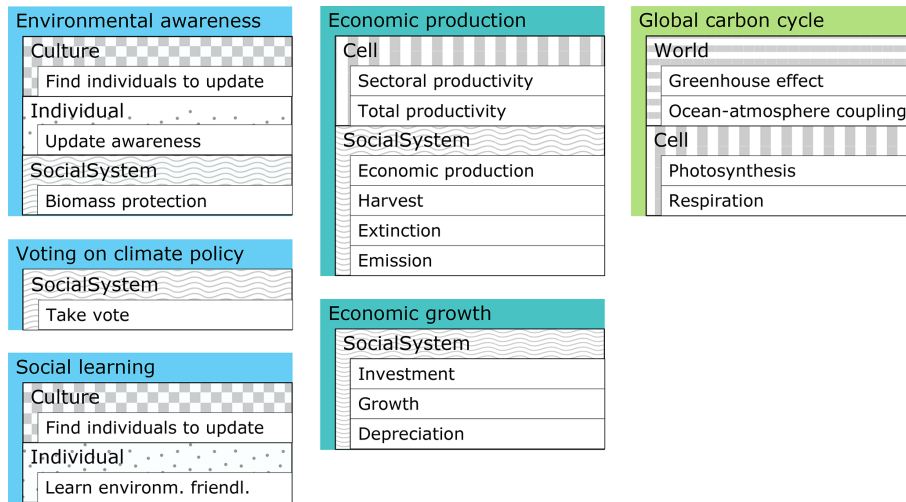 Environmental awareness
Culture
Find individuals to update
Individual
Update awareness
SocialSystem
Biomass protection
Voting on climate policy
SocialSystem
Take vote
Social learning
Culture
Find individuals to update
Individual
Learn environm. friendl.
Economic production
Cell
Sectoral productivity
Total productivity
SocialSystem
Economic production
Harvest
Extinction
Emission
Economic growth
SocialSystem
Investment
Growth
Depreciation
Global carbon cycle
World
Greenhouse effect
Ocean-atmosphere coupling
Cell
Photosynthesis
Respiration